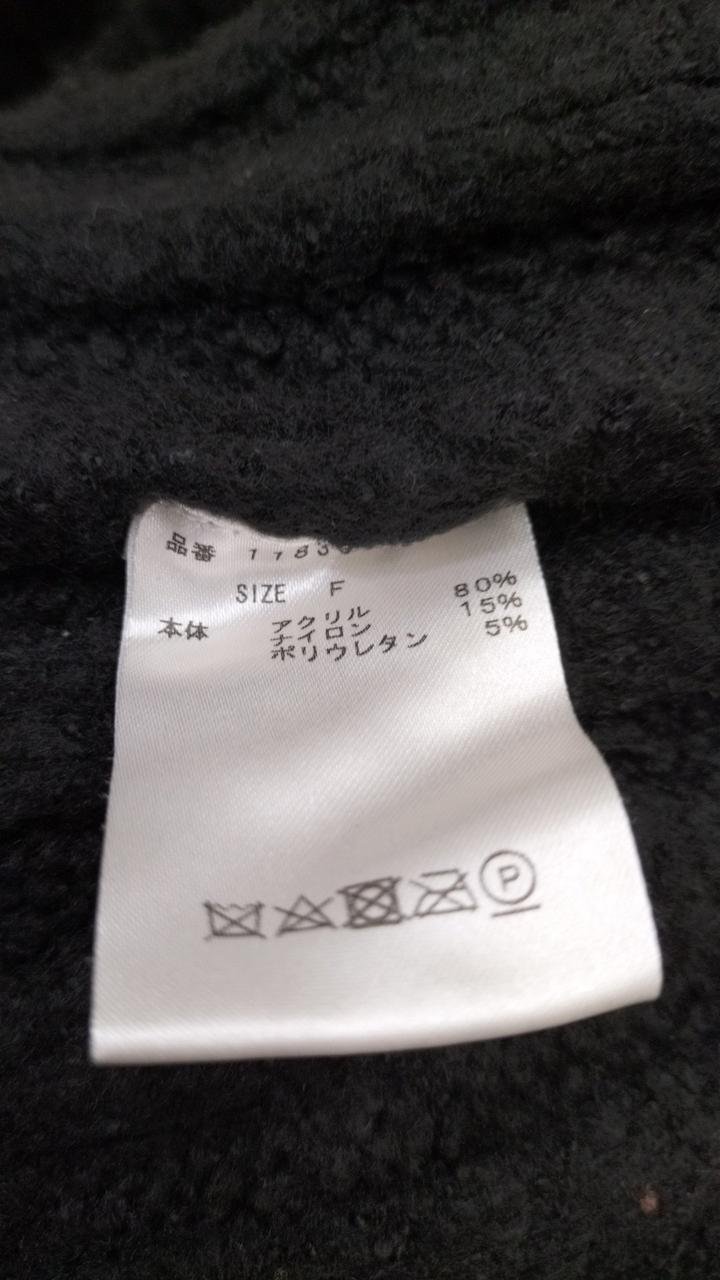 品番
SIZE F
本体 アクリル 80%
ナイロン 15%
ポリウレタン 5%
P